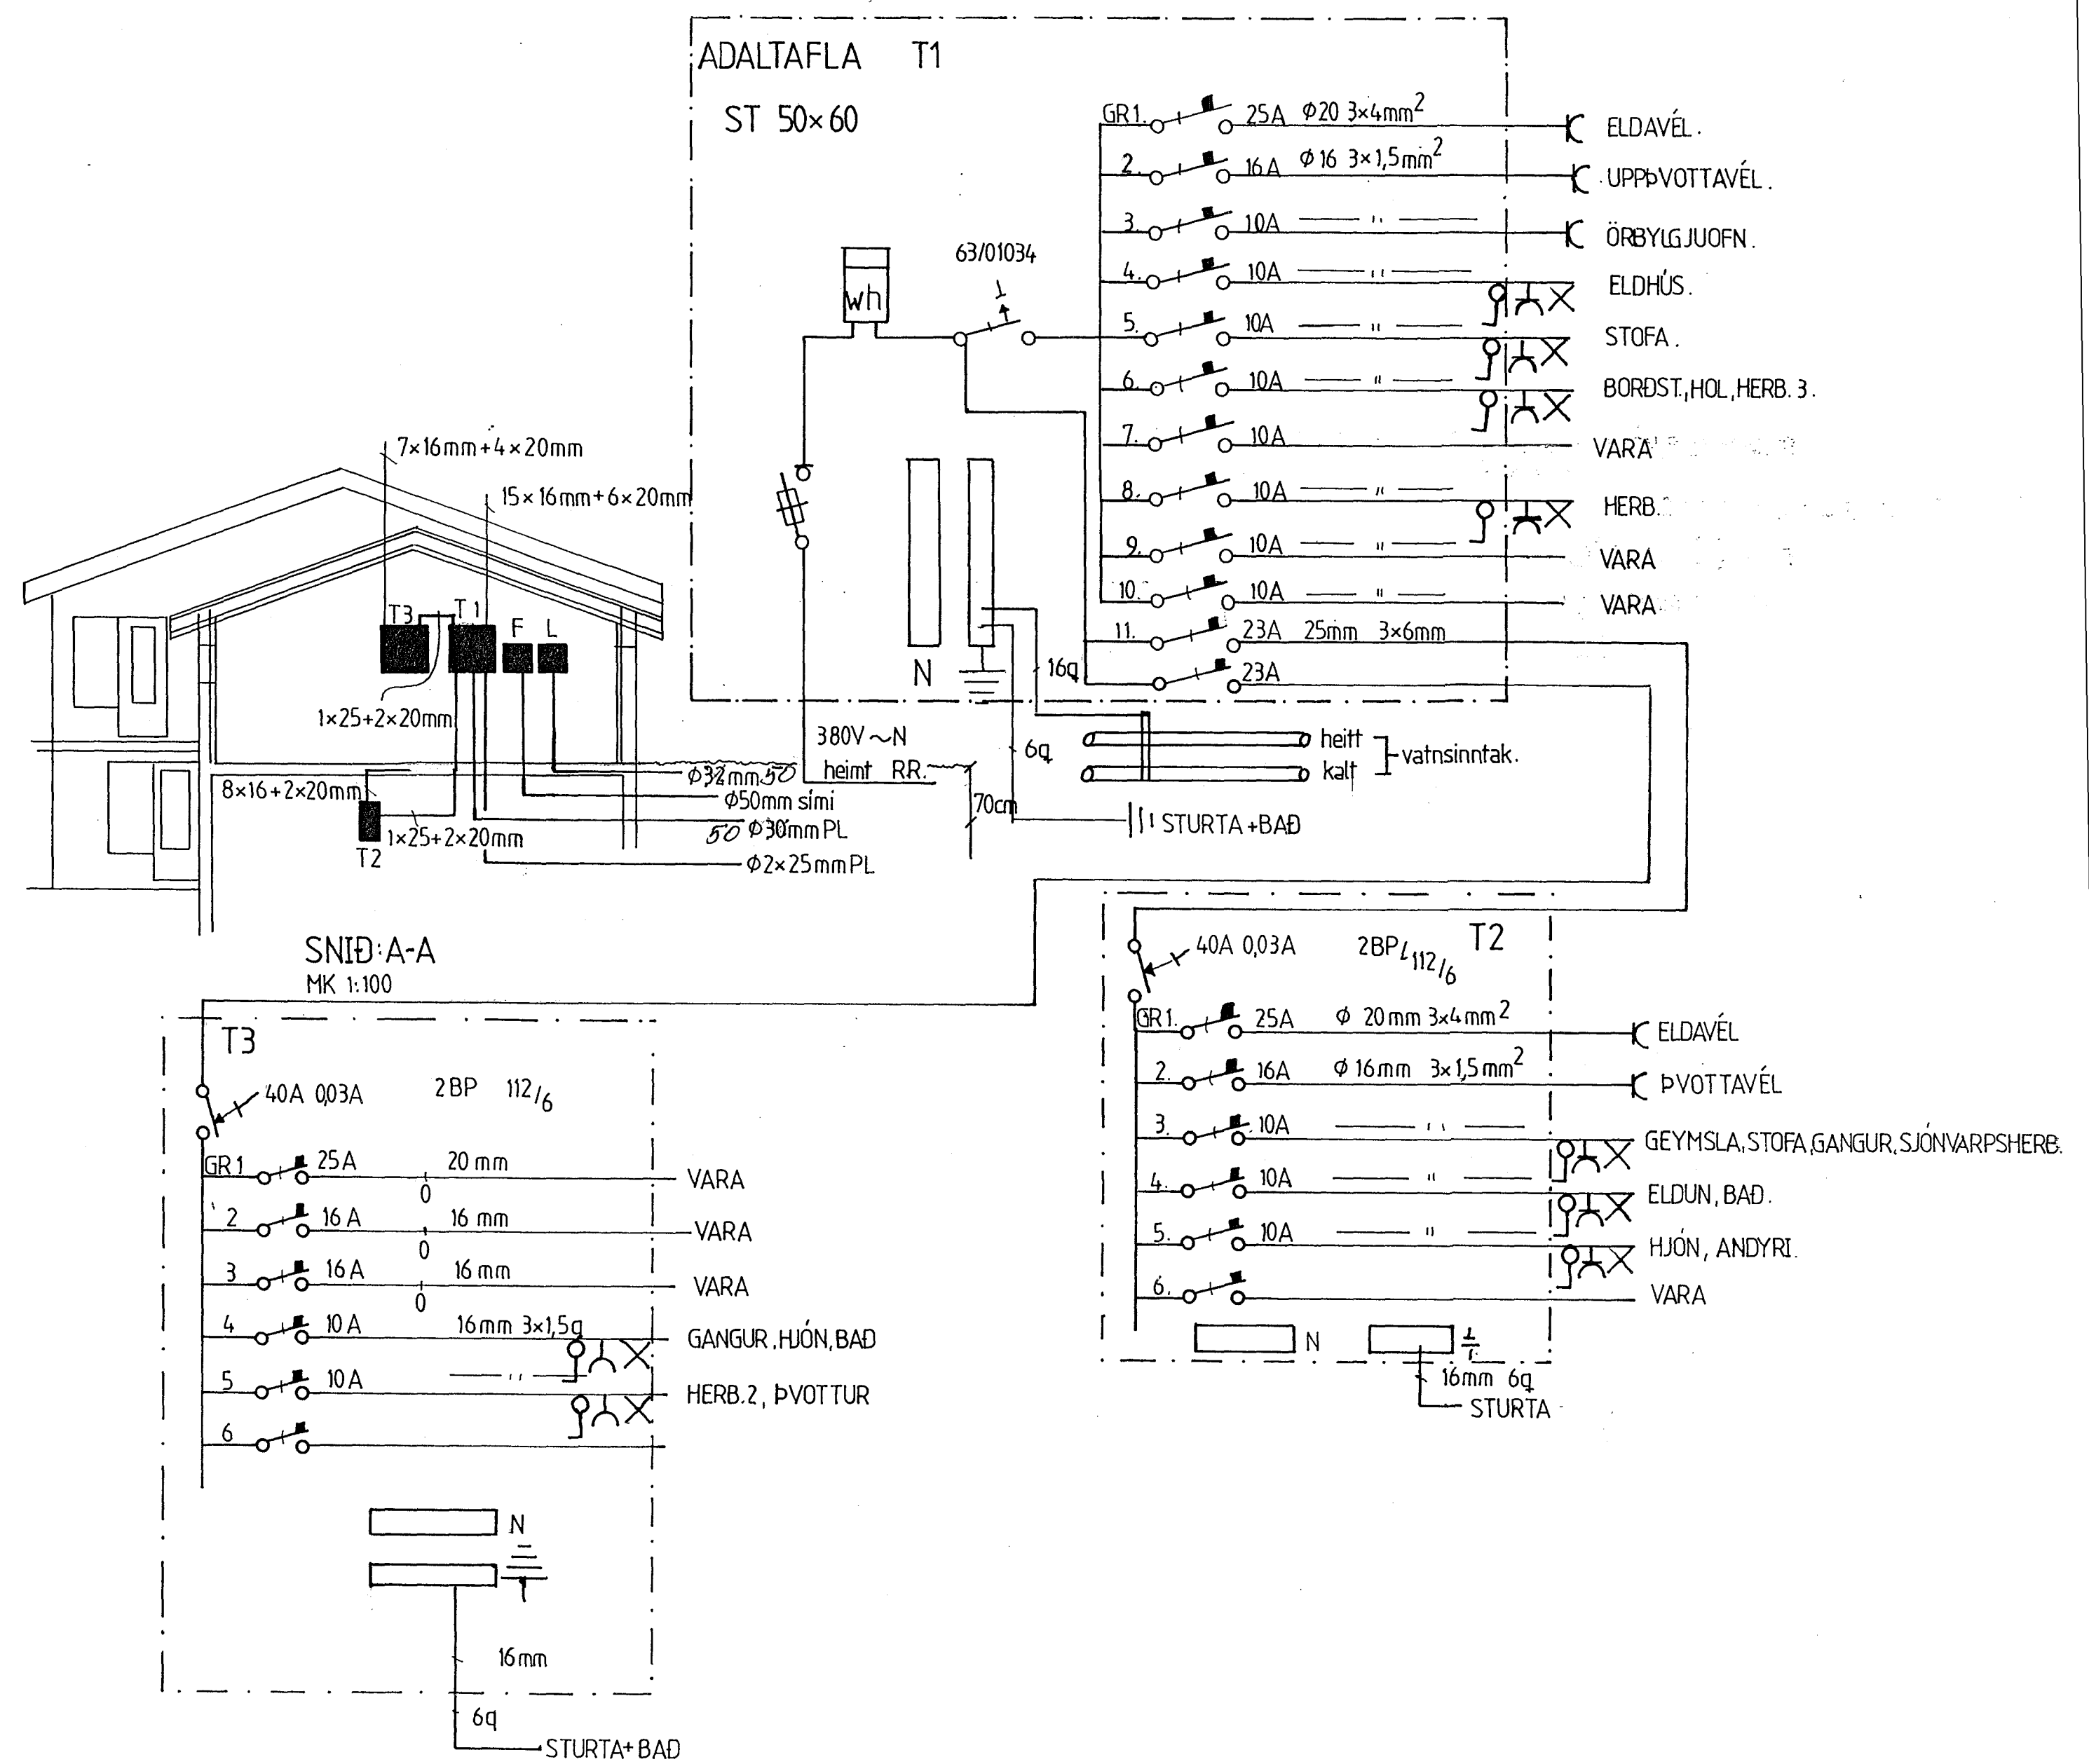 ADALTAFLA T1
ST 50×60
GR1. 25A Φ20 3×4mm² ELDAVÉL.
2. 16A Φ16 3×1,5mm² UPPÞVOTTAVÉL.
3. 10A —— " —— ÖRBYLGJUOFN.
4. 10A —— " —— ELDHÚS.
5. 10A —— " —— STOFA.
6. 10A —— " —— BORÐST.,HOL,HERB.3.
7. 10A VARA
8. 10A —— " —— HERB.
9. 10A —— " —— VARA
10. 10A —— " —— VARA
11. 23A 25mm 3×6mm
23A
wh
63/01034
N
16q
6q
380V ~N
heimt RR.
70cm
heitt
kalt
vatnsinntak.
STURTA+BAÐ
7×16mm+4×20mm
15×16mm+6×20mm
T3 T1 F L
1×25+2×20mm
8×16+2×20mm
1×25+2×20mm
T2
Φ32mm 50
Φ50mm sími
50 Φ30mm PL
Φ2×25mm PL
SNIÐ:A-A
MK 1:100
T2
40A 0,03A 2BPL 112/6
GR1. 25A Φ 20mm 3×4mm² ELDAVÉL
2. 16A Φ 16mm 3×1,5mm² ÞVOTTAVÉL
3. 10A —— " —— GEYMSLA,STOFA,GANGUR,SJÓNVARPSHERB.
4. 10A —— " —— ELDUN, BAÐ.
5. 10A —— " —— HJÓN, ANDYRI.
6. VARA
N
16mm 6q
STURTA
T3
40A 0,03A 2BP 112/6
GR1 25A 20mm VARA
0
2 16A 16mm VARA
0
3 16A 16mm VARA
0
4 10A 16mm 3×1,5q GANGUR,HJÓN,BAÐ
5 10A —— " —— HERB.2, ÞVOTTUR
6
N
16mm
6q
STURTA+BAÐ